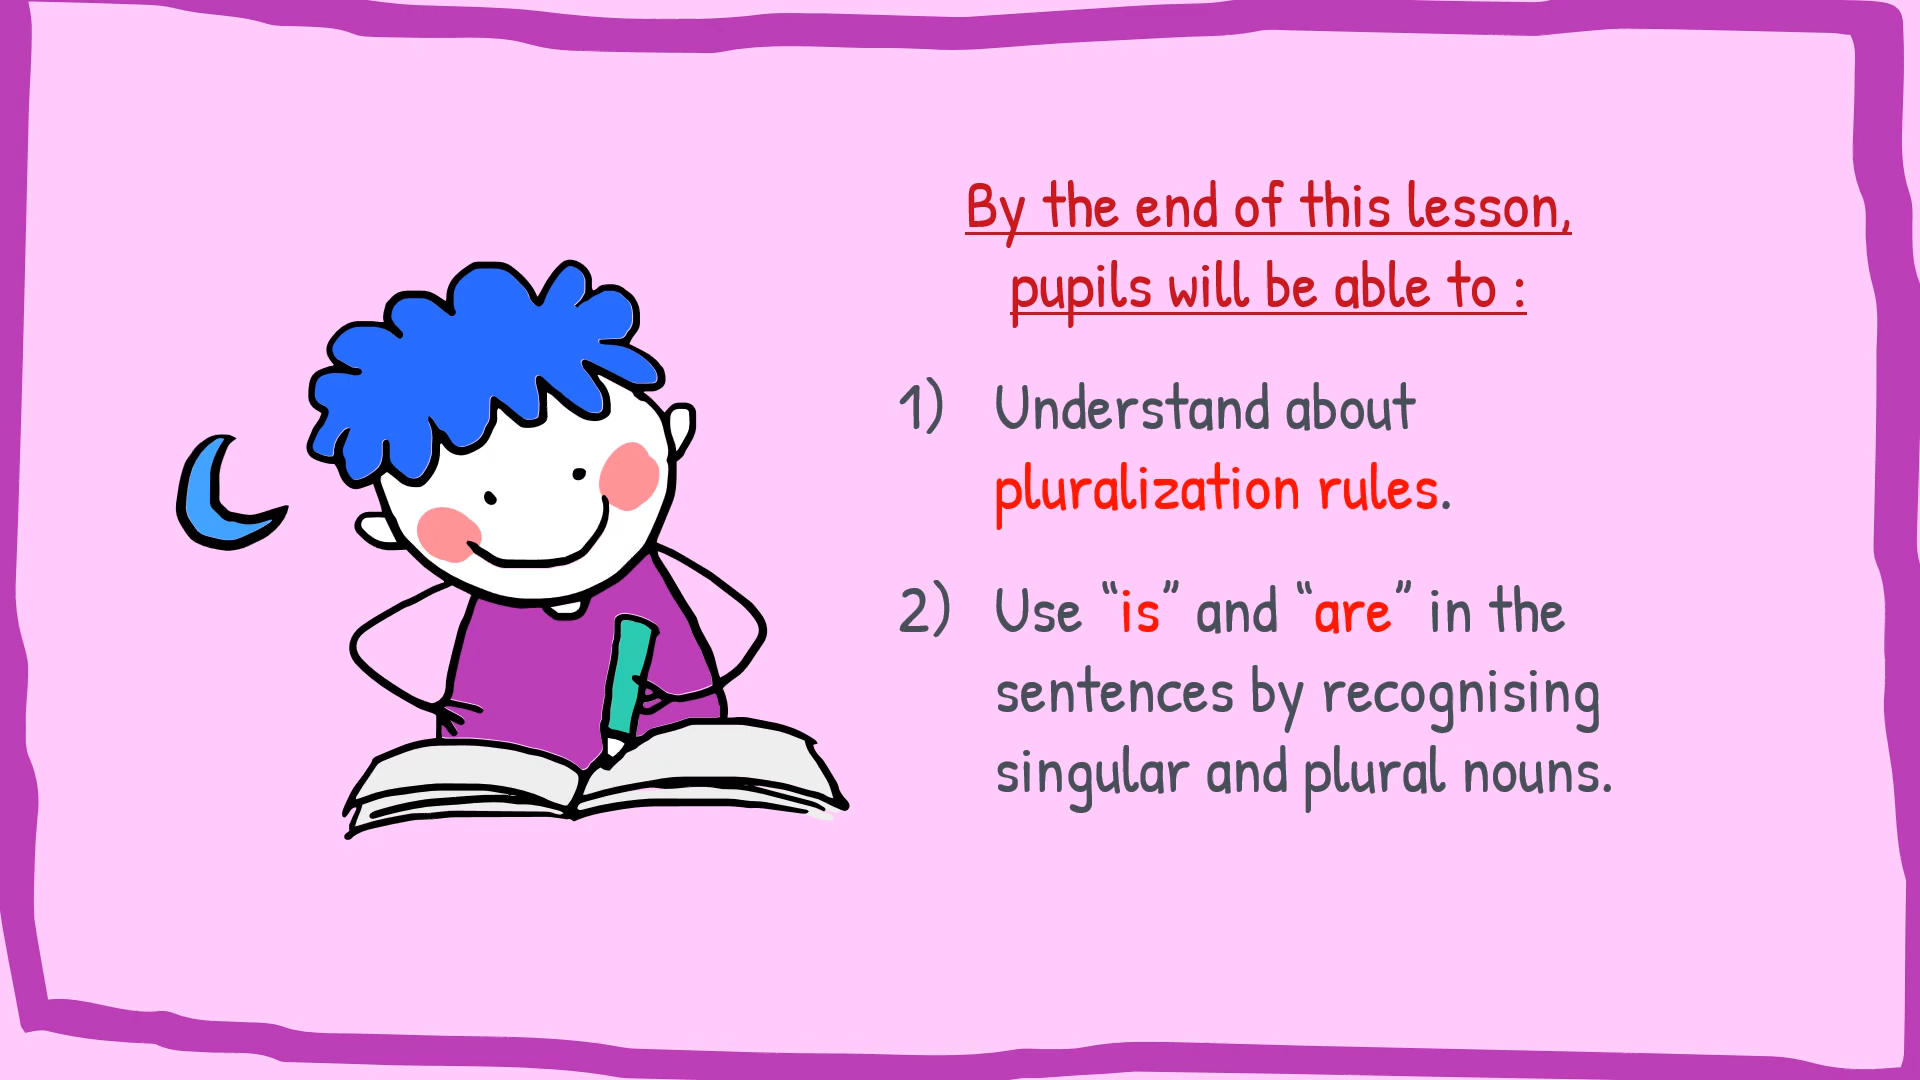 By the end of this lesson,
pupils will be able to :
1) Understand about
pluralization rules.
2) Use “is” and “are” in the
sentences by recognising
singular and plural nouns.